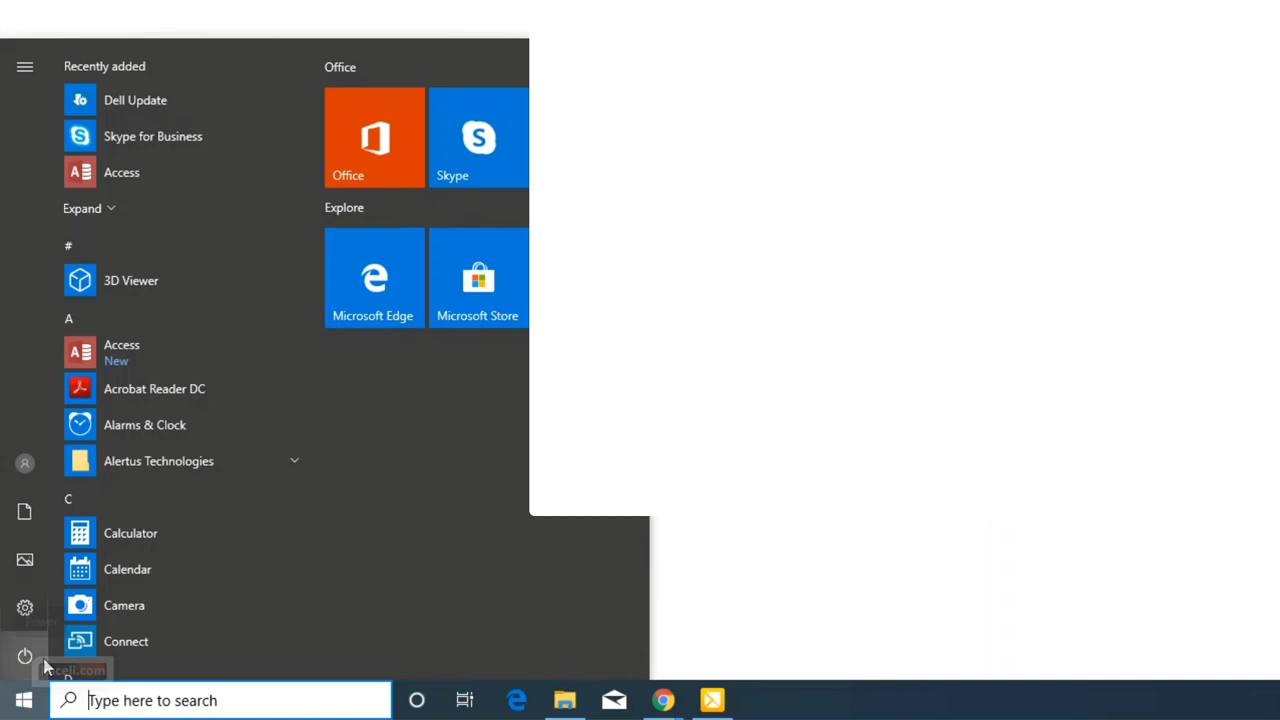 Recently added
Dell Update
Skype for Business
Access
Expand
#
3D Viewer
A
Access
New
Acrobat Reader DC
Alarms & Clock
Alertus Technologies
C
Calculator
Calendar
Camera
Connect
Office
Office
Skype
Explore
Microsoft Edge
Microsoft Store
Power
Type here to search